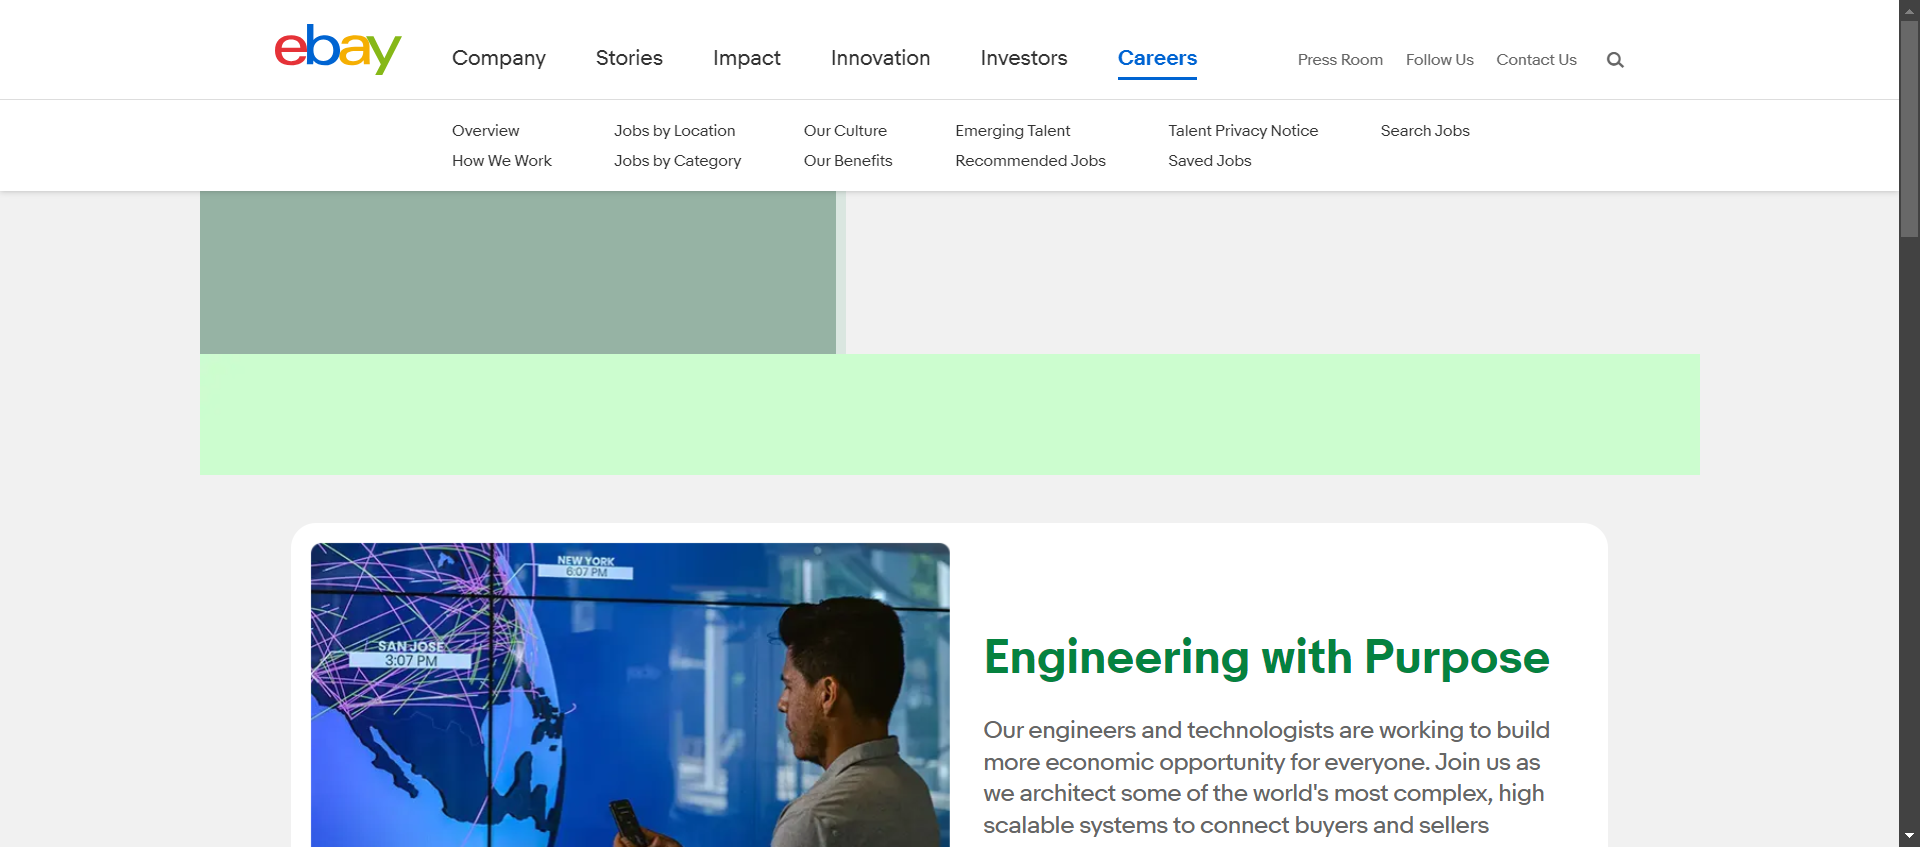 ebay
Company Stories Impact Innovation Investors Careers Press Room Follow Us Contact Us
Overview Jobs by Location Our Culture Emerging Talent Talent Privacy Notice Search Jobs
How We Work Jobs by Category Our Benefits Recommended Jobs Saved Jobs
NEW YORK
6:07 PM
SAN JOSE
3:07 PM
Engineering with Purpose
Our engineers and technologists are working to build
more economic opportunity for everyone. Join us as
we architect some of the world's most complex, high
scalable systems to connect buyers and sellers